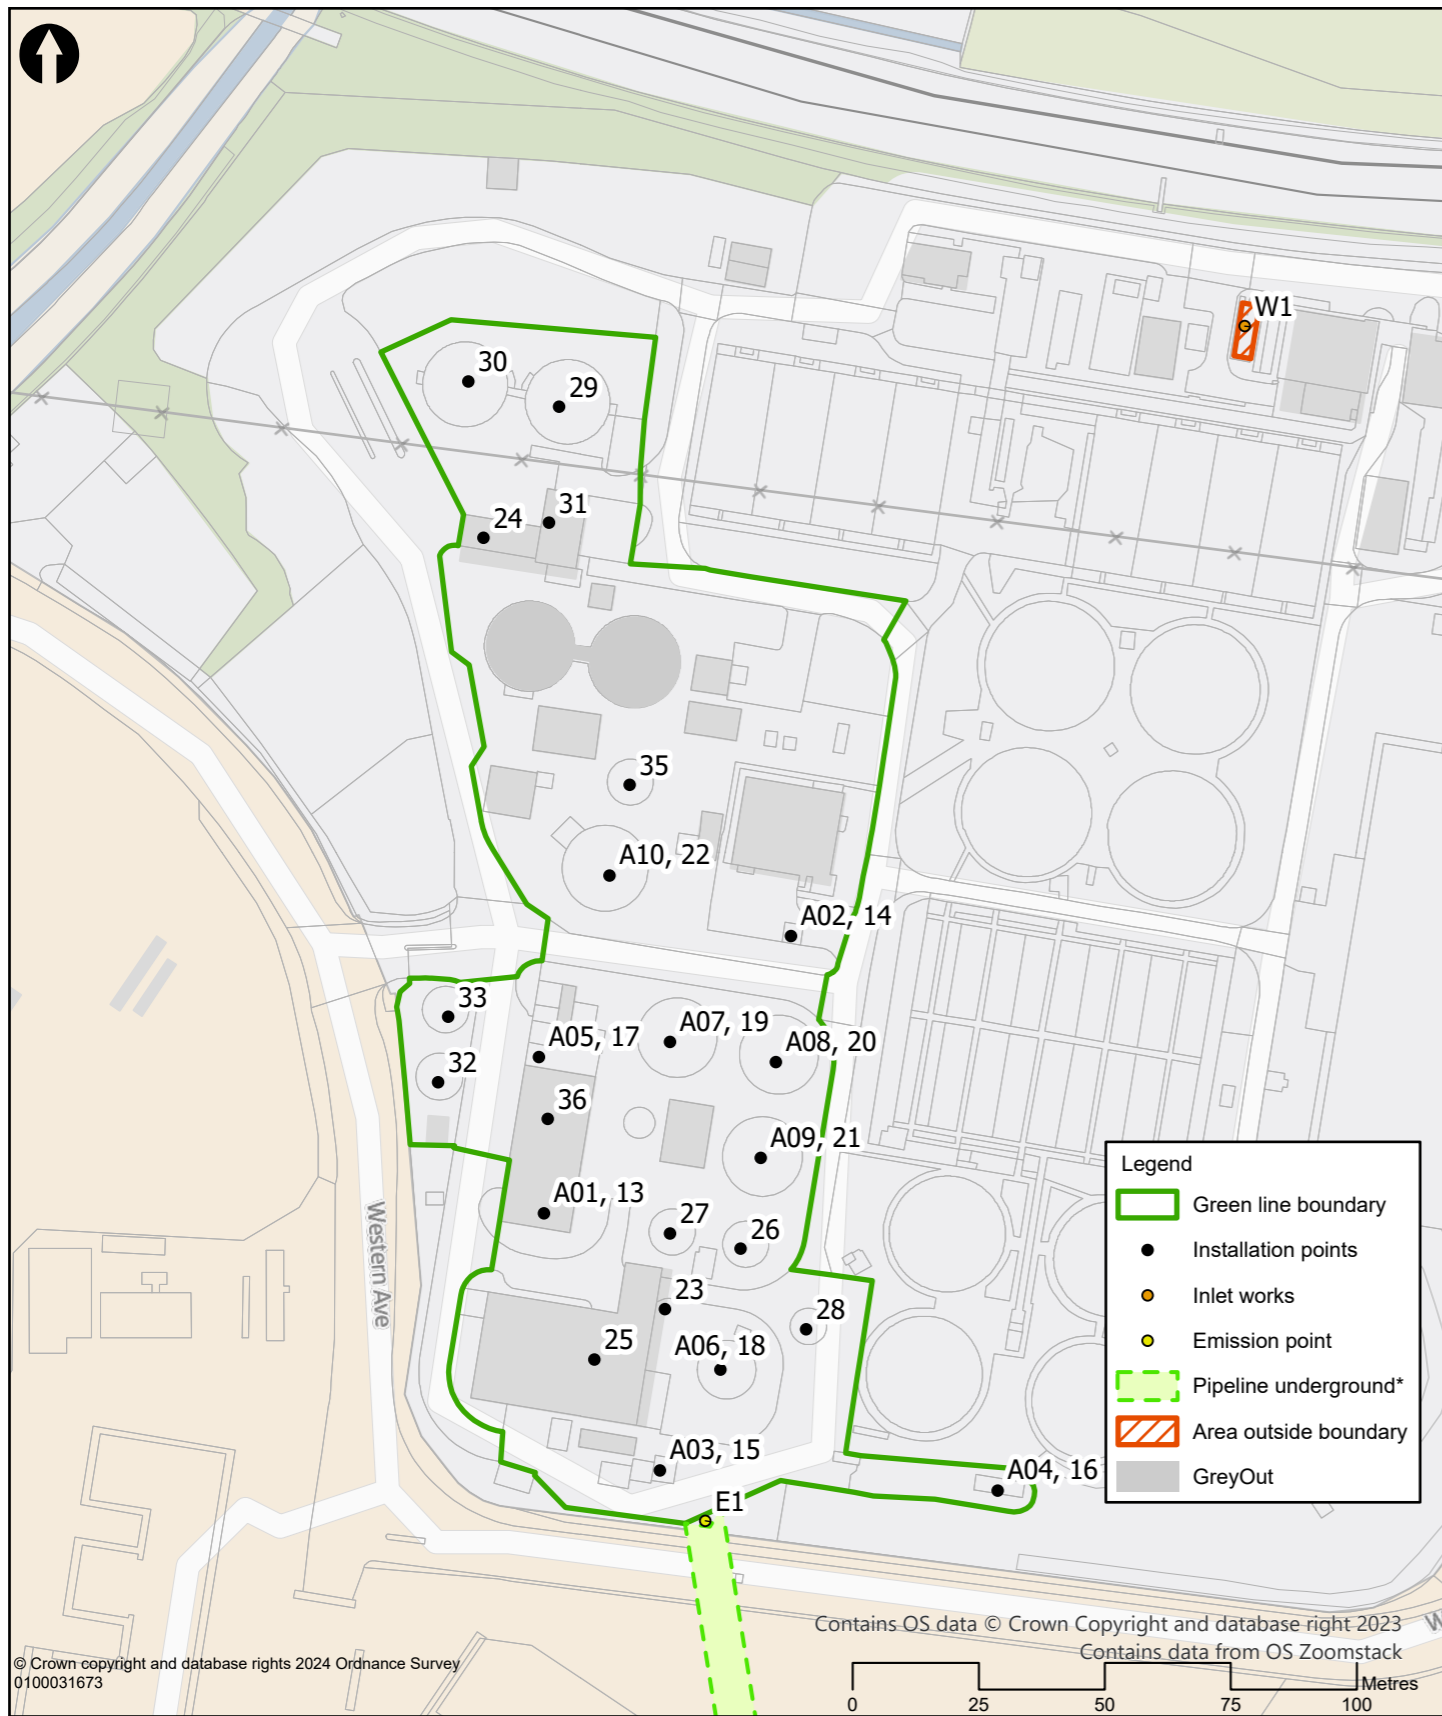 W1
30
29
31
24
35
A10, 22
A02, 14
33
A07, 19
A05, 17
A08, 20
32
36
A09, 21
Legend
Green line boundary
A01, 13
27
26
Western Ave
Installation points
Inlet works
23
28
Emission point
25
A06, 18
Pipeline underground*
Area outside boundary
A03, 15
A04, 16
GreyOut
E1
Contains OS data © Crown Copyright and database right 2023
Contains data from OS Zoomstack
© Crown copyright and database rights 2024 Ordnance Survey
0100031673
Metres
0 25 50 75 100